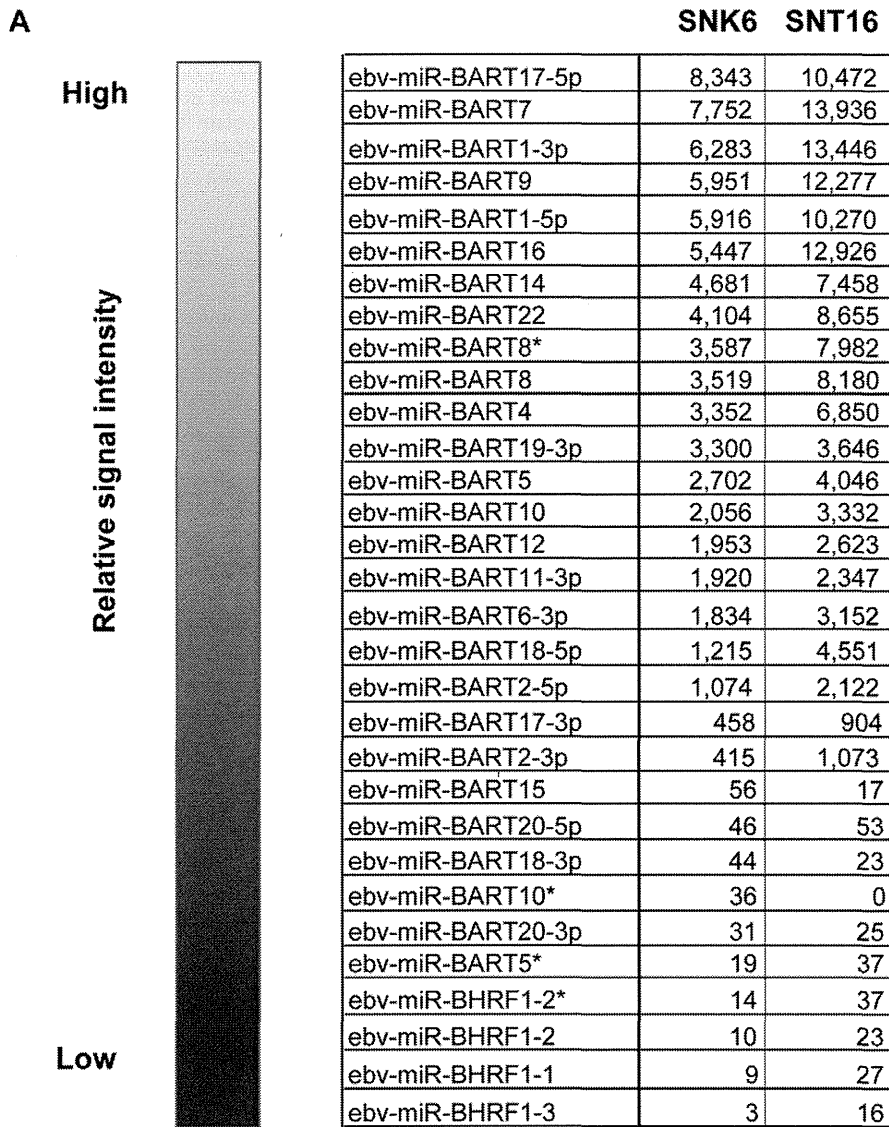 A
SNK6 SNT16
High
Relative signal intensity
Low
ebv-miR-BART17-5p 8,343 10,472
ebv-miR-BART7 7,752 13,936
ebv-miR-BART1-3p 6,283 13,446
ebv-miR-BART9 5,951 12,277
ebv-miR-BART1-5p 5,916 10,270
ebv-miR-BART16 5,447 12,926
ebv-miR-BART14 4,681 7,458
ebv-miR-BART22 4,104 8,655
ebv-miR-BART8* 3,587 7,982
ebv-miR-BART8 3,519 8,180
ebv-miR-BART4 3,352 6,850
ebv-miR-BART19-3p 3,300 3,646
ebv-miR-BART5 2,702 4,046
ebv-miR-BART10 2,056 3,332
ebv-miR-BART12 1,953 2,623
ebv-miR-BART11-3p 1,920 2,347
ebv-miR-BART6-3p 1,834 3,152
ebv-miR-BART18-5p 1,215 4,551
ebv-miR-BART2-5p 1,074 2,122
ebv-miR-BART17-3p 458 904
ebv-miR-BART2-3p 415 1,073
ebv-miR-BART15 56 17
ebv-miR-BART20-5p 46 53
ebv-miR-BART18-3p 44 23
ebv-miR-BART10* 36 0
ebv-miR-BART20-3p 31 25
ebv-miR-BART5* 19 37
ebv-miR-BHRF1-2* 14 37
ebv-miR-BHRF1-2 10 23
ebv-miR-BHRF1-1 9 27
ebv-miR-BHRF1-3 3 16